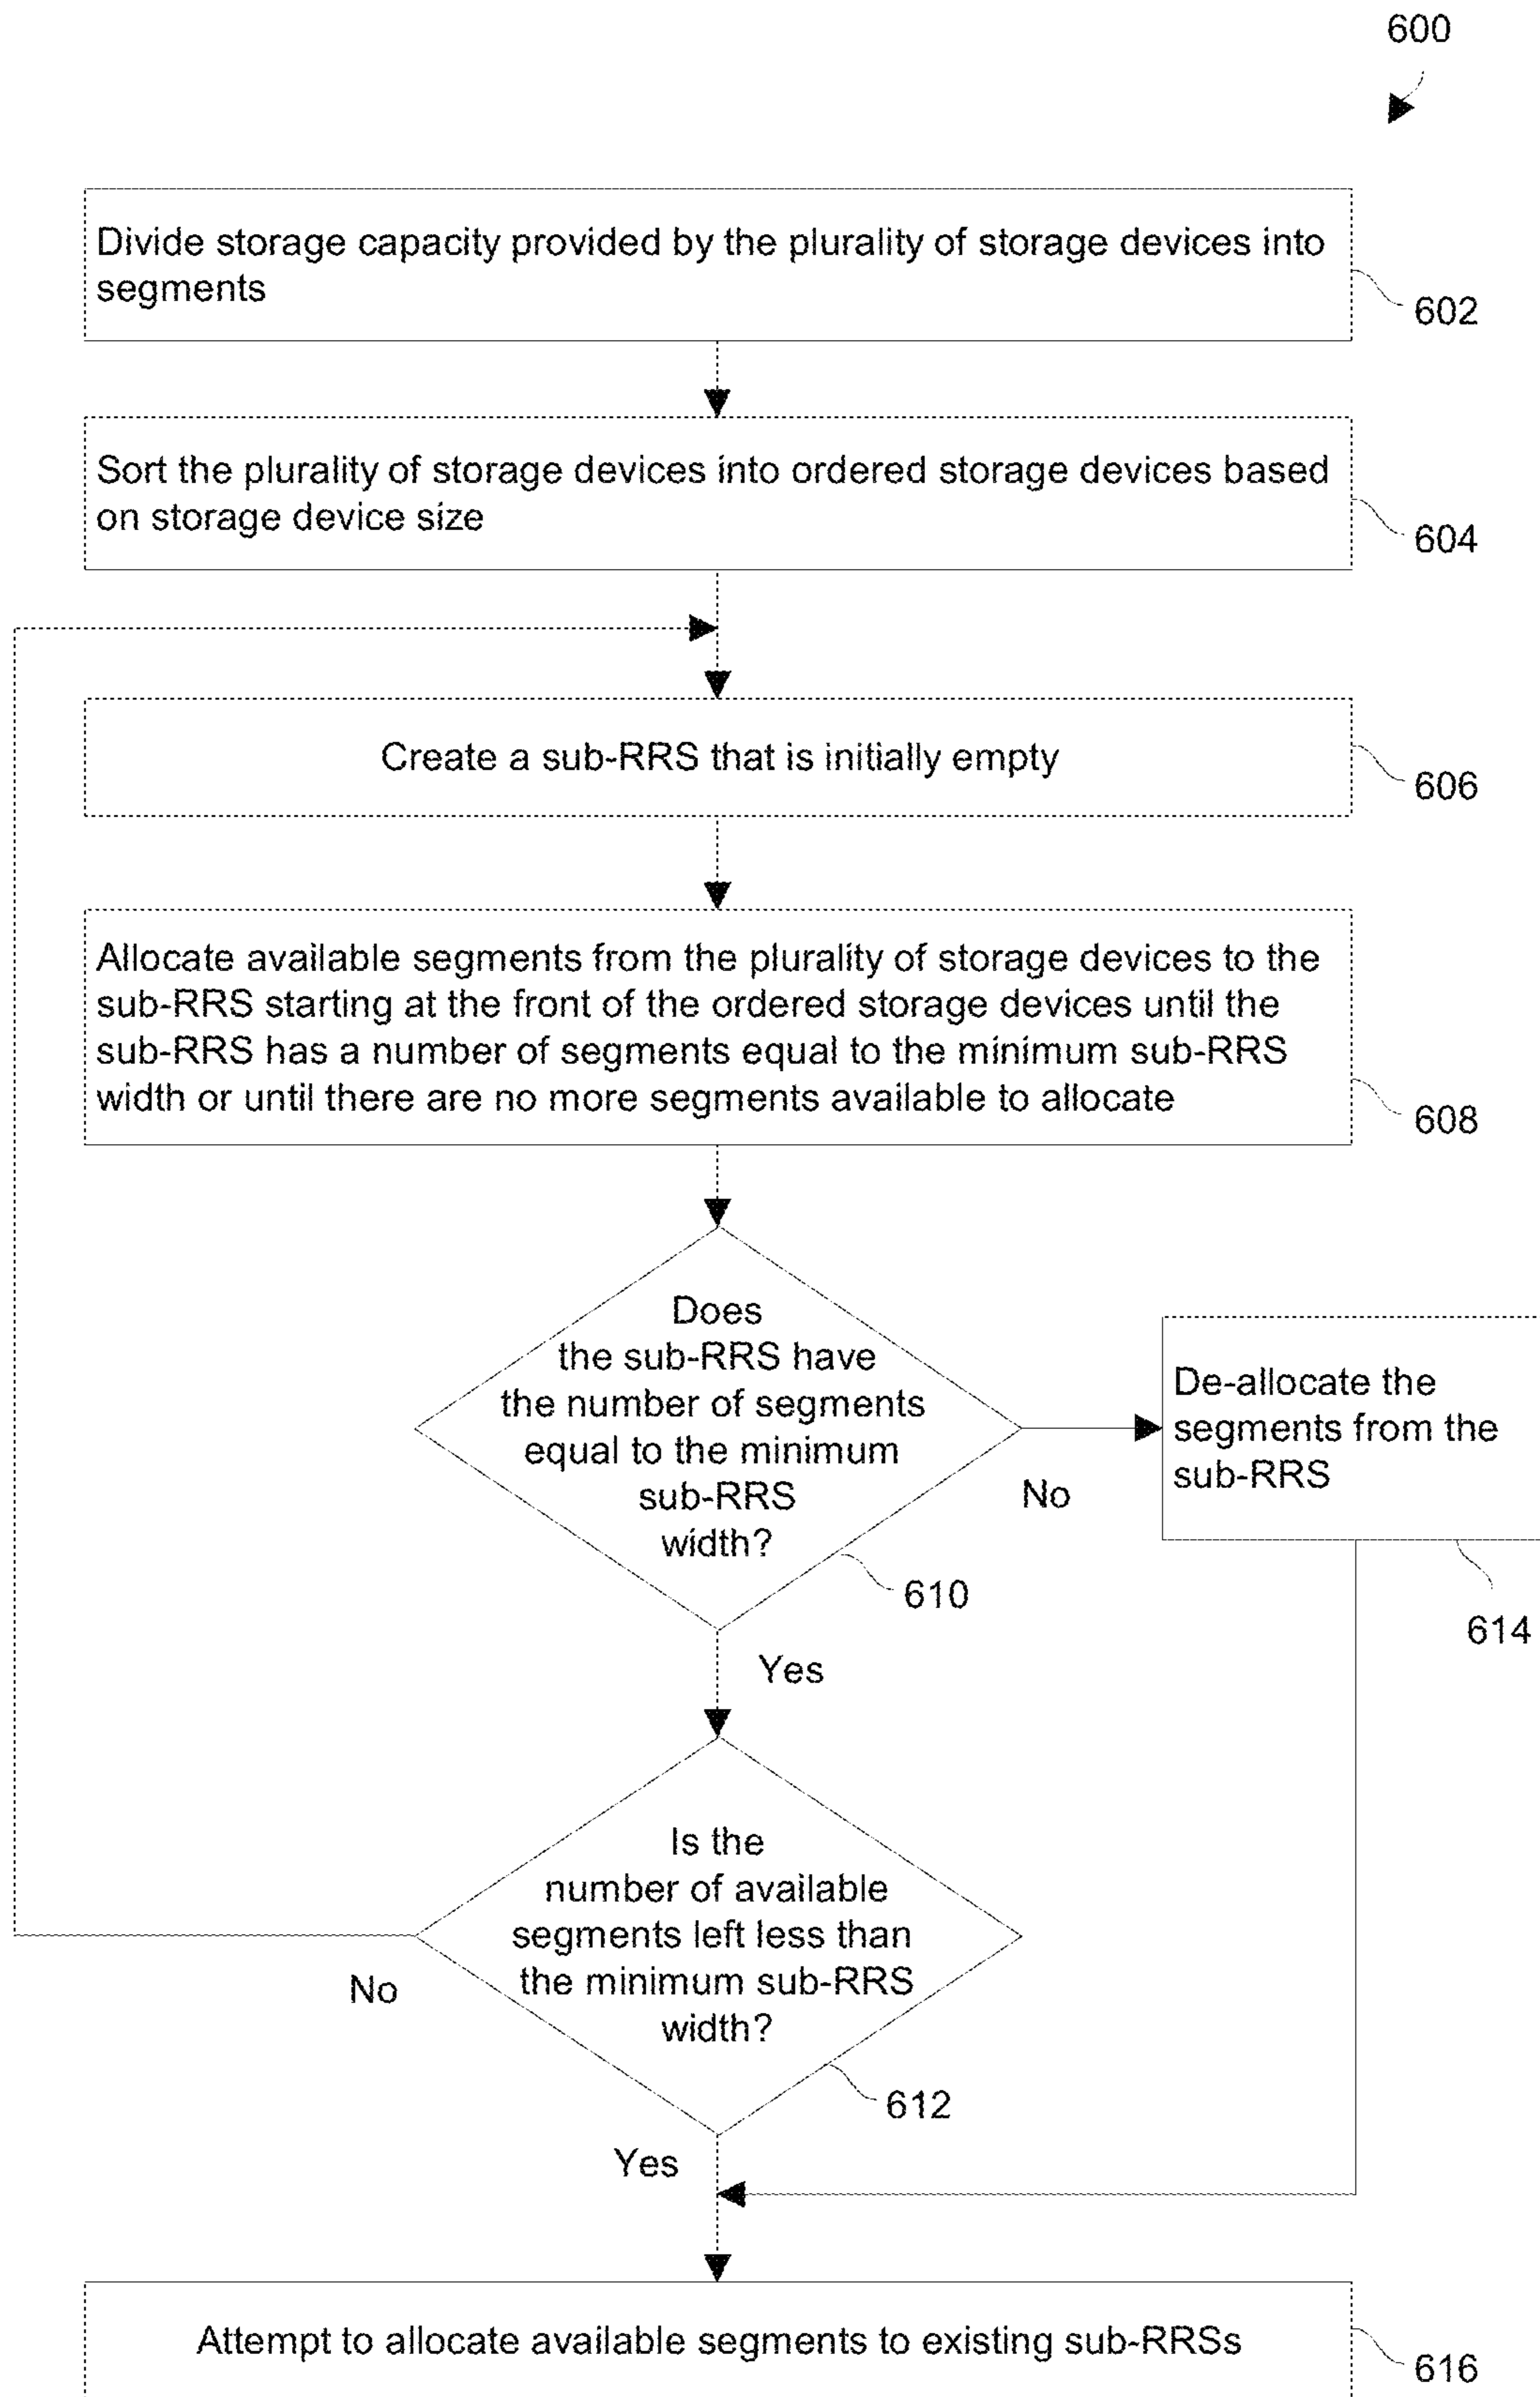 600
Divide storage capacity provided by the plurality of storage devices into
segments
602
Sort the plurality of storage devices into ordered storage devices based
on storage device size
604
Create a sub-RRS that is initially empty
606
Allocate available segments from the plurality of storage devices to the
sub-RRS starting at the front of the ordered storage devices until the
sub-RRS has a number of segments equal to the minimum sub-RRS
width or until there are no more segments available to allocate
608
Does
the sub-RRS have
the number of segments
equal to the minimum
sub-RRS
width?
610
No
De-allocate the
segments from the
sub-RRS
614
Yes
Is the
number of available
segments left less than
the minimum sub-RRS
width?
612
No
Yes
Attempt to allocate available segments to existing sub-RRSs
616